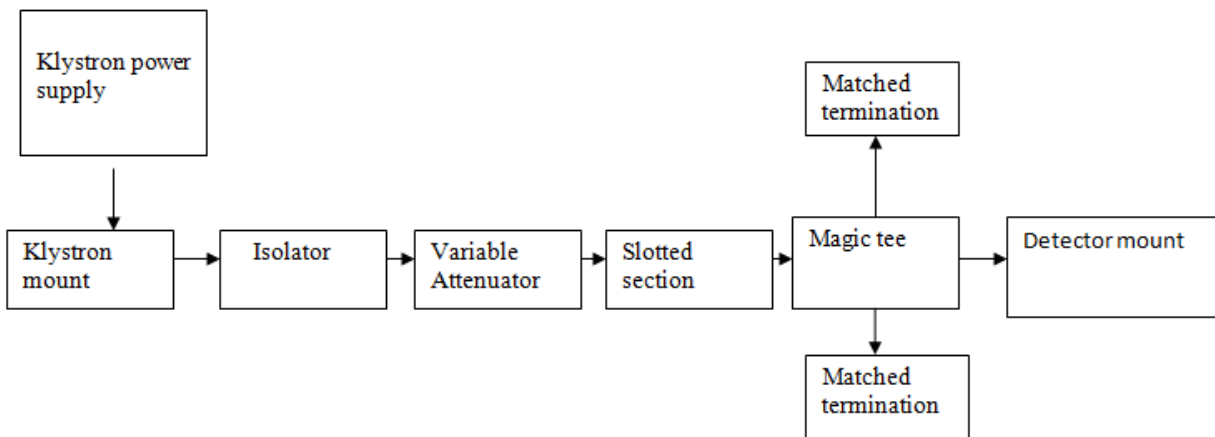 Klystron power
supply
Matched
termination
Klystron
mount
Isolator
Variable
Attenuator
Slotted
section
Magic tee
Detector mount
Matched
termination